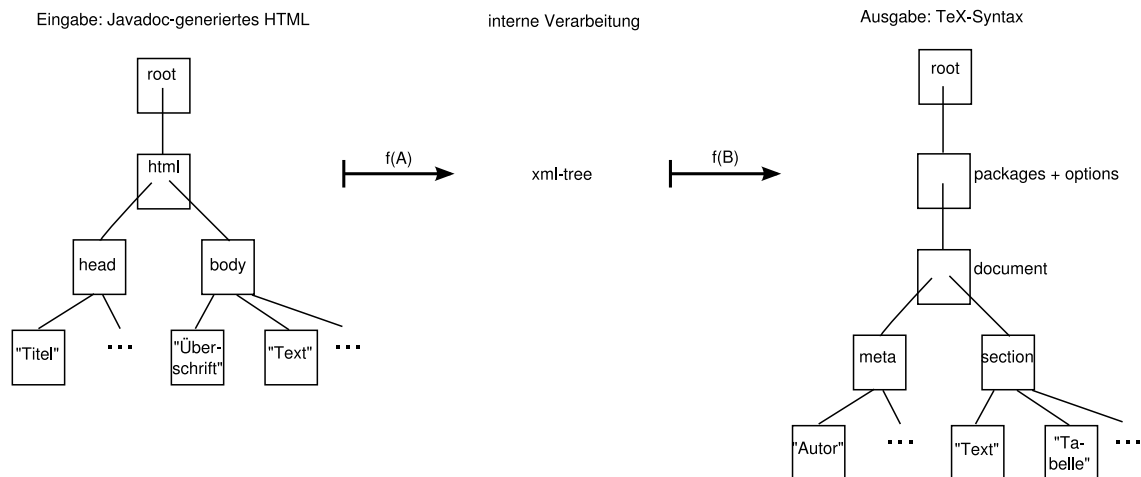 Eingabe: Javadoc-generiertes HTML
interne Verarbeitung
Ausgabe: TeX-Syntax
root
html
head
body
"Titel"
...
"Über-
schrift"
"Text"
...
f(A)
xml-tree
f(B)
root
packages + options
document
meta
section
"Autor"
...
"Text"
"Ta-
belle"
...